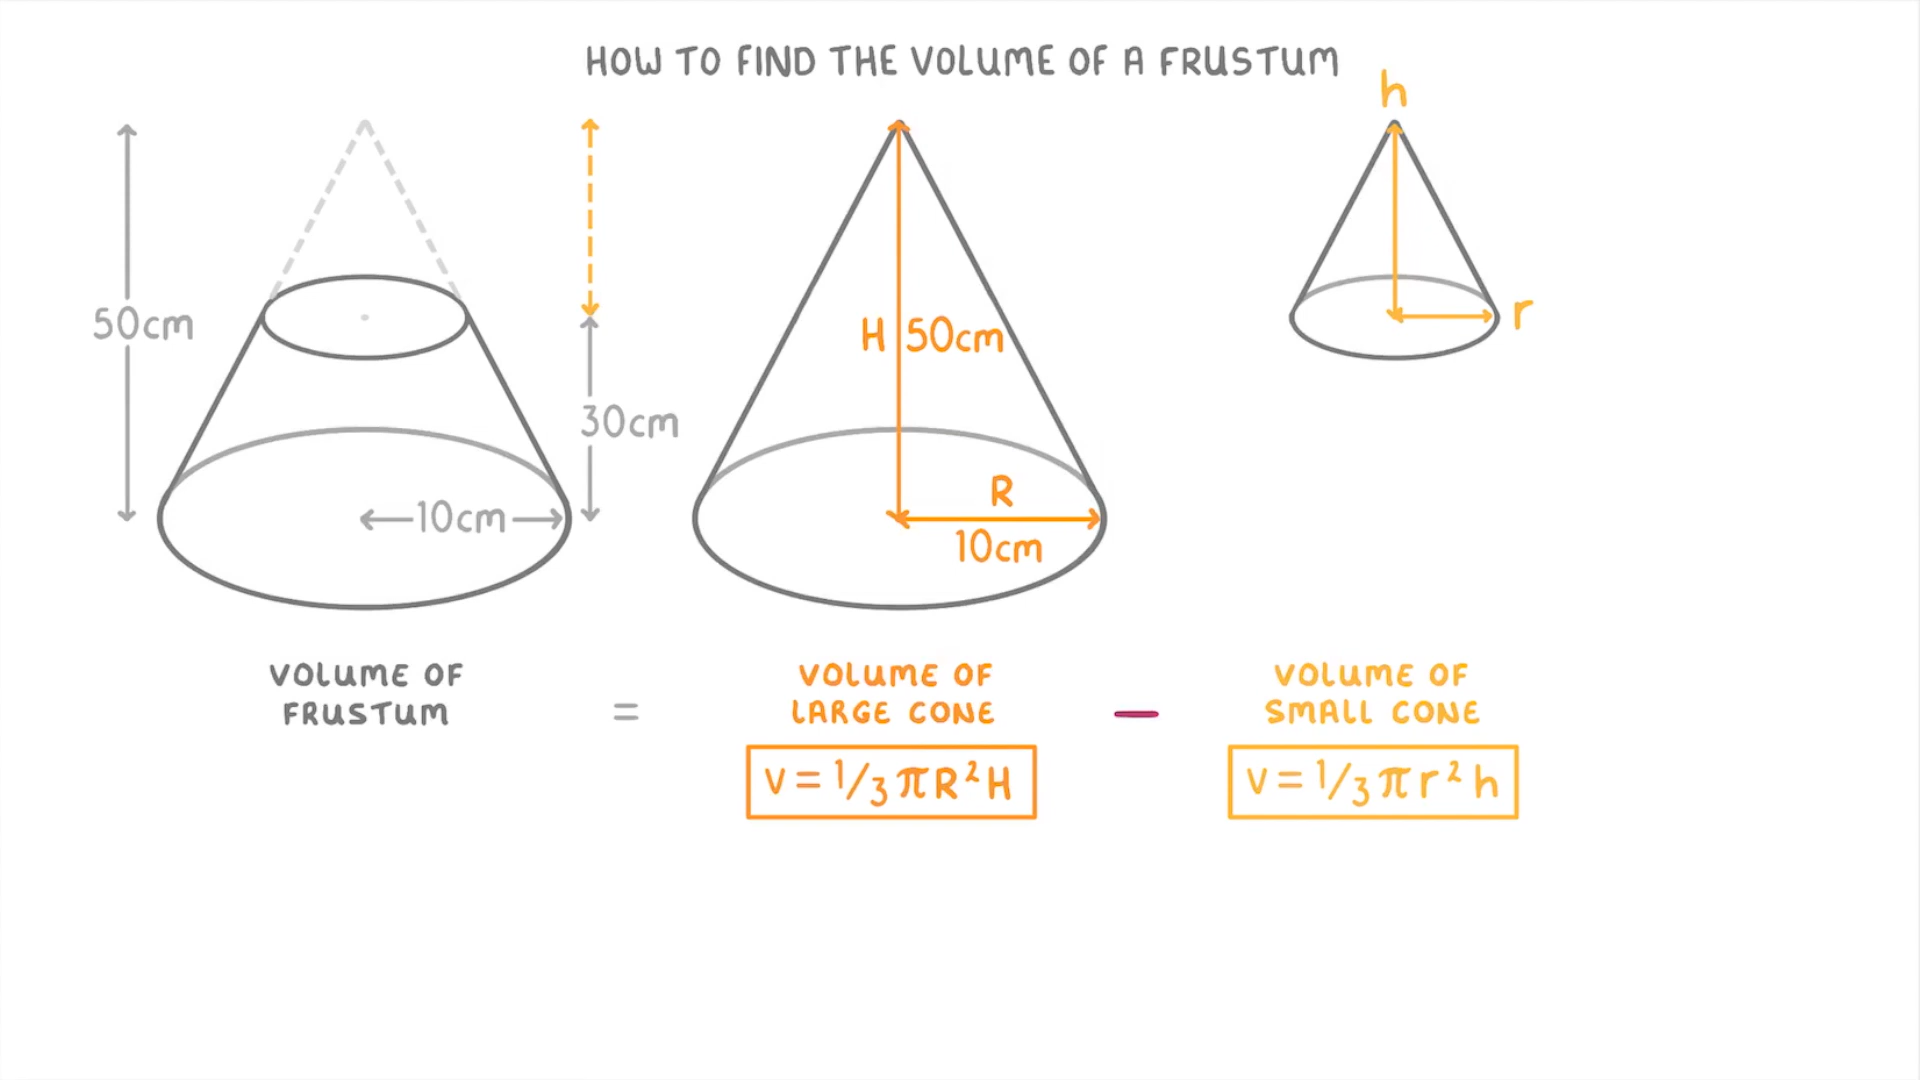 HOW TO FIND THE VOLUME OF A FRUSTUM
50cm
30cm
10cm
H 50cm
R
10cm
h
r
VOLUME OF
FRUSTUM
=
VOLUME OF
LARGE CONE
V = 1/3 πR²H
−
VOLUME OF
SMALL CONE
V = 1/3 πr²h